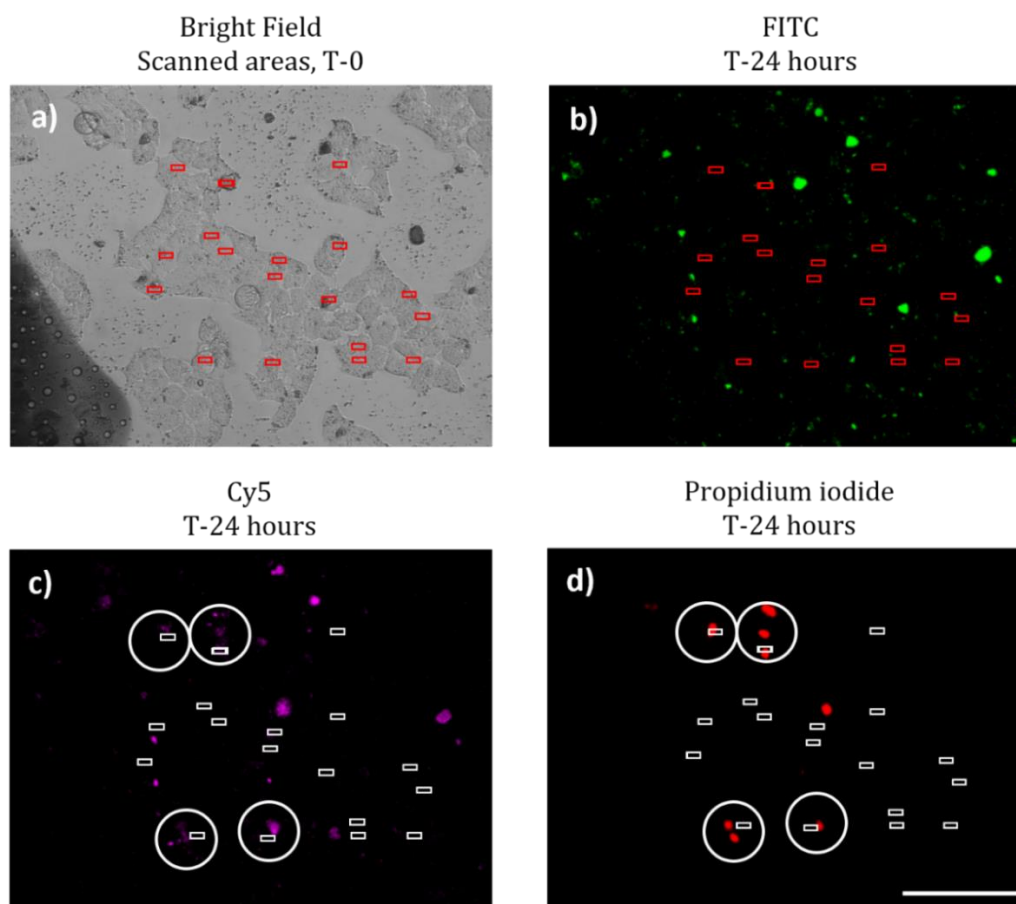 Bright Field
Scanned areas, T-0
FITC
T-24 hours
a)
b)
Cy5
T-24 hours
Propidium iodide
T-24 hours
c)
d)